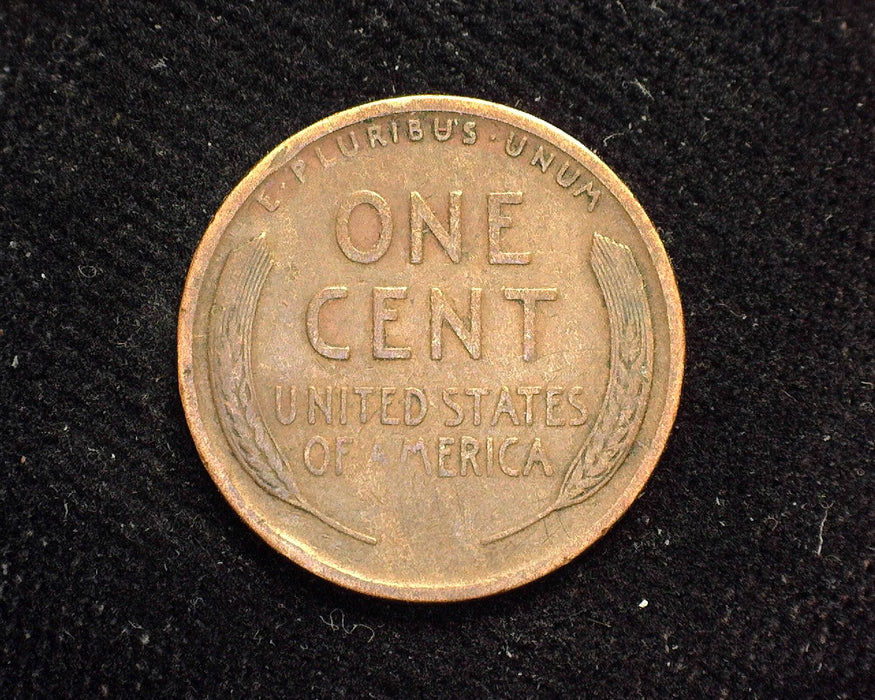 E·PLURIBUS·UNUM
ONE
CENT
UNITED·STATES
OF AMERICA